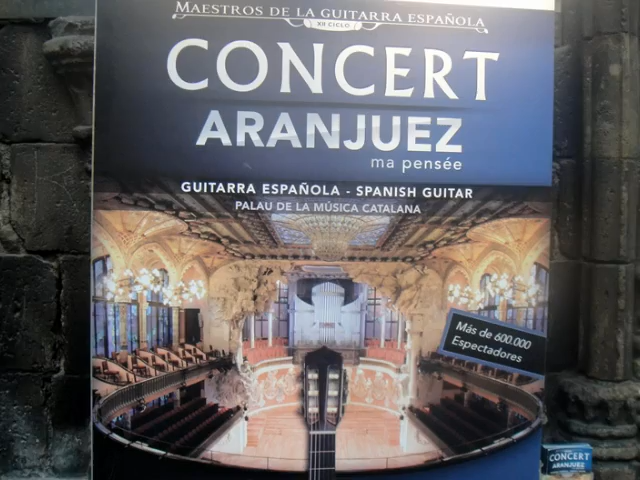 MAESTROS DE LA GUITARRA ESPAÑOLA
XII CICLO
CONCERT
ARANJUEZ
ma pensée
GUITARRA ESPAÑOLA - SPANISH GUITAR
PALAU DE LA MÚSICA CATALANA
Más de 600.000
Espectadores
CONCERT
ARANJUEZ